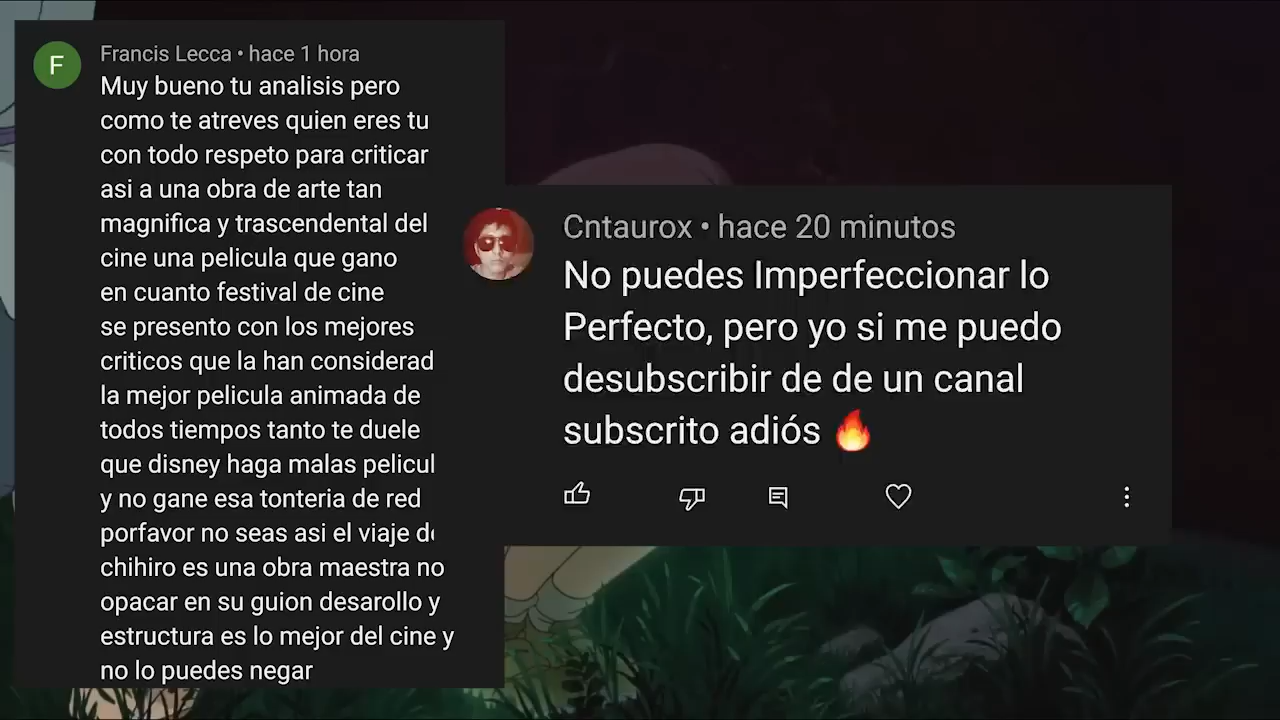 F
Francis Lecca • hace 1 hora
Muy bueno tu analisis pero
como te atreves quien eres tu
con todo respeto para criticar
asi a una obra de arte tan
magnifica y trascendental del
cine una pelicula que gano
en cuanto festival de cine
se presento con los mejores
criticos que la han considerad
la mejor pelicula animada de
todos tiempos tanto te duele
que disney haga malas pelicul
y no gane esa tonteria de red
porfavor no seas asi el viaje d
chihiro es una obra maestra no
opacar en su guion desarollo y
estructura es lo mejor del cine y
no lo puedes negar
Cntaurox • hace 20 minutos
No puedes Imperfeccionar lo
Perfecto, pero yo si me puedo
desubscribir de de un canal
subscrito adiós 🔥